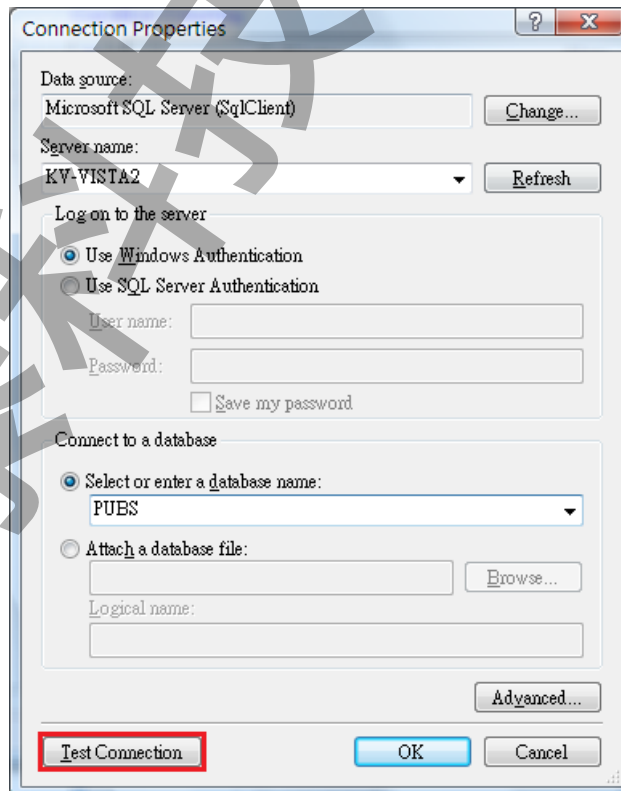 Connection Properties
Data source:
Microsoft SQL Server (SqlClient)
Change...
Server name:
KV-VISTA2
Refresh
Log on to the server
Use Windows Authentication
Use SQL Server Authentication
User name:
Password:
Save my password
Connect to a database
Select or enter a database name:
PUBS
Attach a database file:
Browse...
Logical name:
Advanced...
Test Connection
OK
Cancel